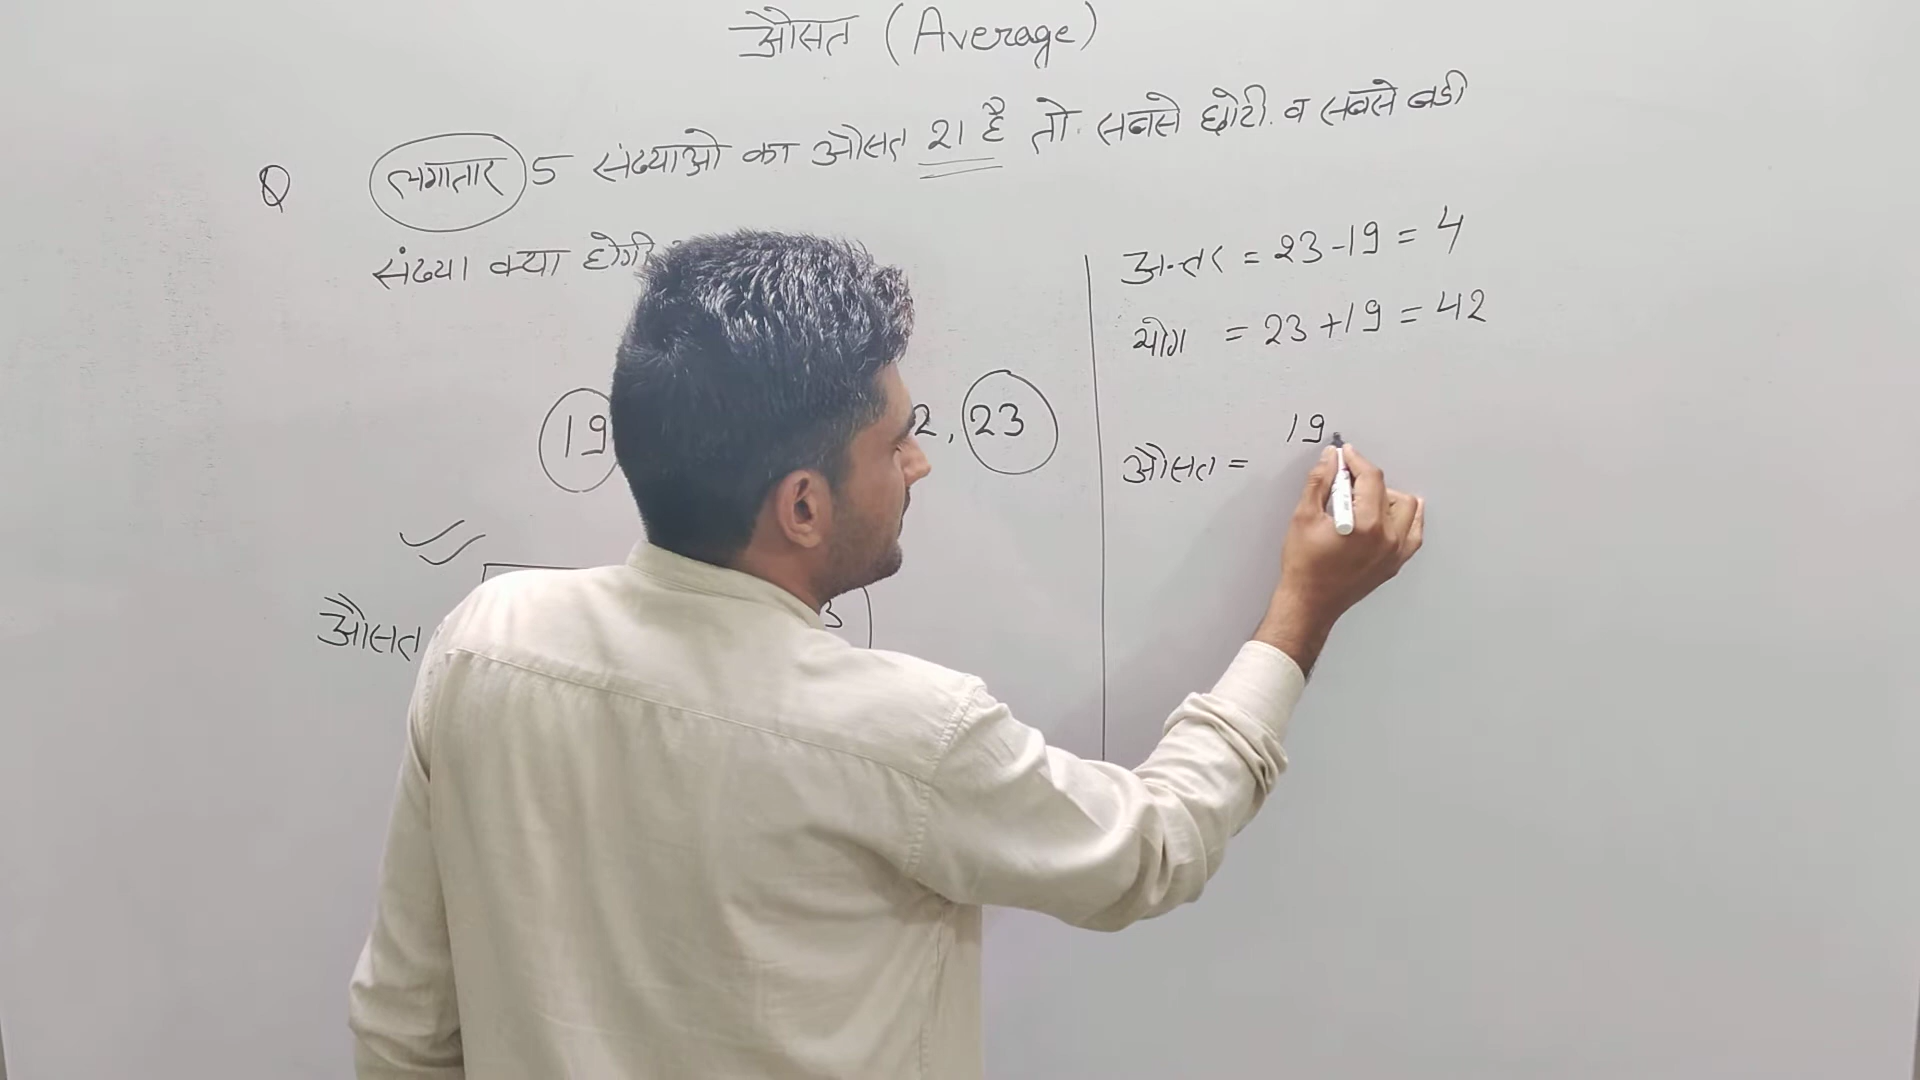 औसत (Average)
Q लगातार 5 संख्याओ का औसत 21 है तो सबसे छोटी व सबसे बडी
संख्या क्या होगी
अन्तर = 23-19 = 4
योग = 23+19 = 42
19 2, 23
औसत = 19
औसत 3